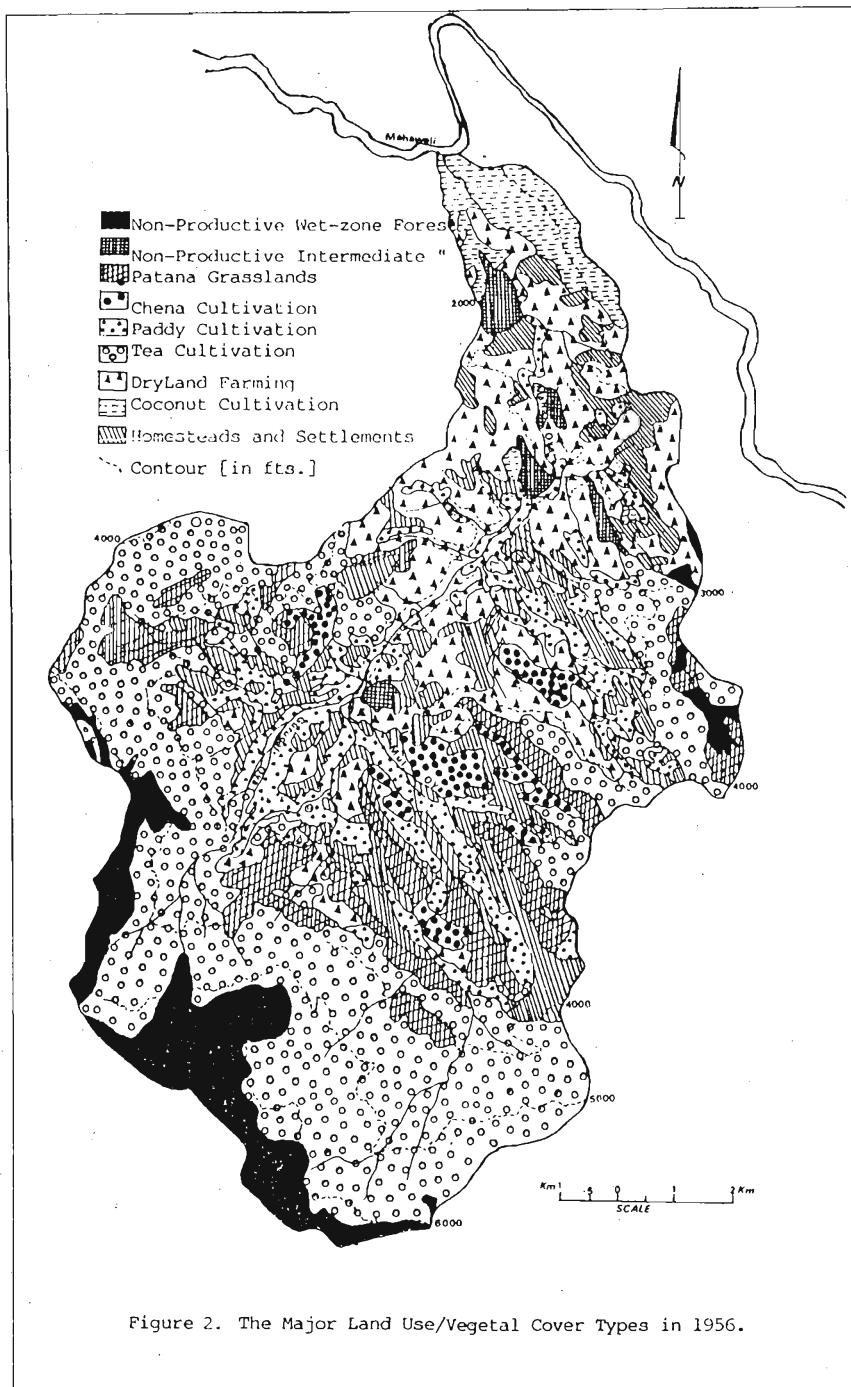 Mahaweli
N
Non-Productive Wet-zone Fores
Non-Productive Intermediate "
Patana Grasslands
Chena Cultivation
Paddy Cultivation
Tea Cultivation
DryLand Farming
Coconut Cultivation
Homesteads and Settlements
Contour [in fts.]
2000
4000
3000
4000
4000
5000
6000
Km 1 .5 0 1 2 Km
SCALE
Figure 2. The Major Land Use/Vegetal Cover Types in 1956.